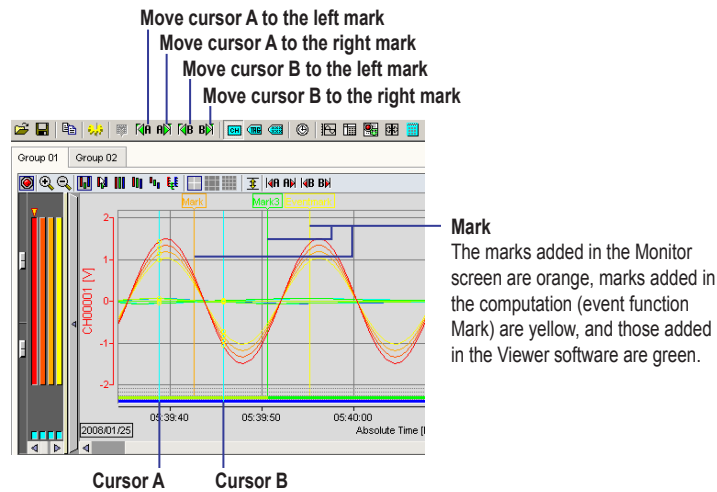 Move cursor A to the left mark
Move cursor A to the right mark
Move cursor B to the left mark
Move cursor B to the right mark
Group 01 Group 02
Mark Mark3 Event mark
2
1
0
-1
-2
CH00001 [V]
05:39:40 05:39:50 05:40:00
2008/01/25 Absolute Time [
Mark
The marks added in the Monitor
screen are orange, marks added in
the computation (event function
Mark) are yellow, and those added
in the Viewer software are green.
Cursor A Cursor B